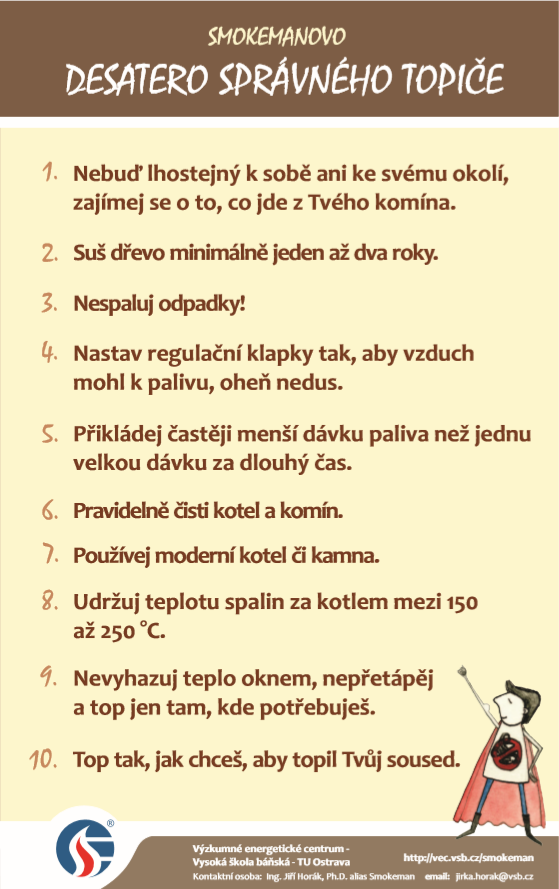 SMOKEMANOVO
DESATERO SPRÁVNÉHO TOPIČE
1. Nebuď lhostejný k sobě ani ke svému okolí,
zajímej se o to, co jde z Tvého komína.
2. Suš dřevo minimálně jeden až dva roky.
3. Nespaluj odpadky!
4. Nastav regulační klapky tak, aby vzduch
mohl k palivu, oheň nedus.
5. Přikládej častěji menší dávku paliva než jednu
velkou dávku za dlouhý čas.
6. Pravidelně čisti kotel a komín.
7. Používej moderní kotel či kamna.
8. Udržuj teplotu spalin za kotlem mezi 150
až 250 °C.
9. Nevyhazuj teplo oknem, nepřetápěj
a top jen tam, kde potřebuješ.
10. Top tak, jak chceš, aby topil Tvůj soused.
®
Výzkumné energetické centrum -
Vysoká škola báňská - TU Ostrava
Kontaktní osoba: Ing. Jiří Horák, Ph.D. alias Smokeman
http://vec.vsb.cz/smokeman
email: jirka.horak@vsb.cz